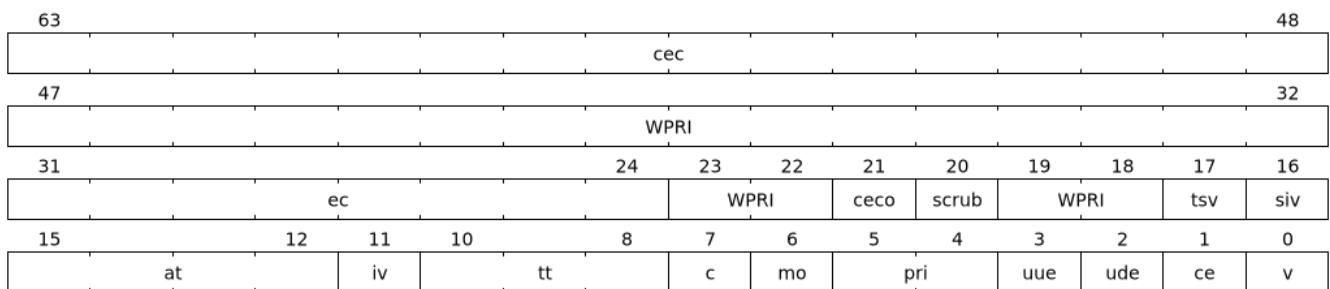 63 48
cec
47 32
WPRI
31 24 23 22 21 20 19 18 17 16
ec WPRI ceco scrub WPRI tsv siv
15 12 11 10 8 7 6 5 4 3 2 1 0
at iv tt c mo pri uue ude ce v